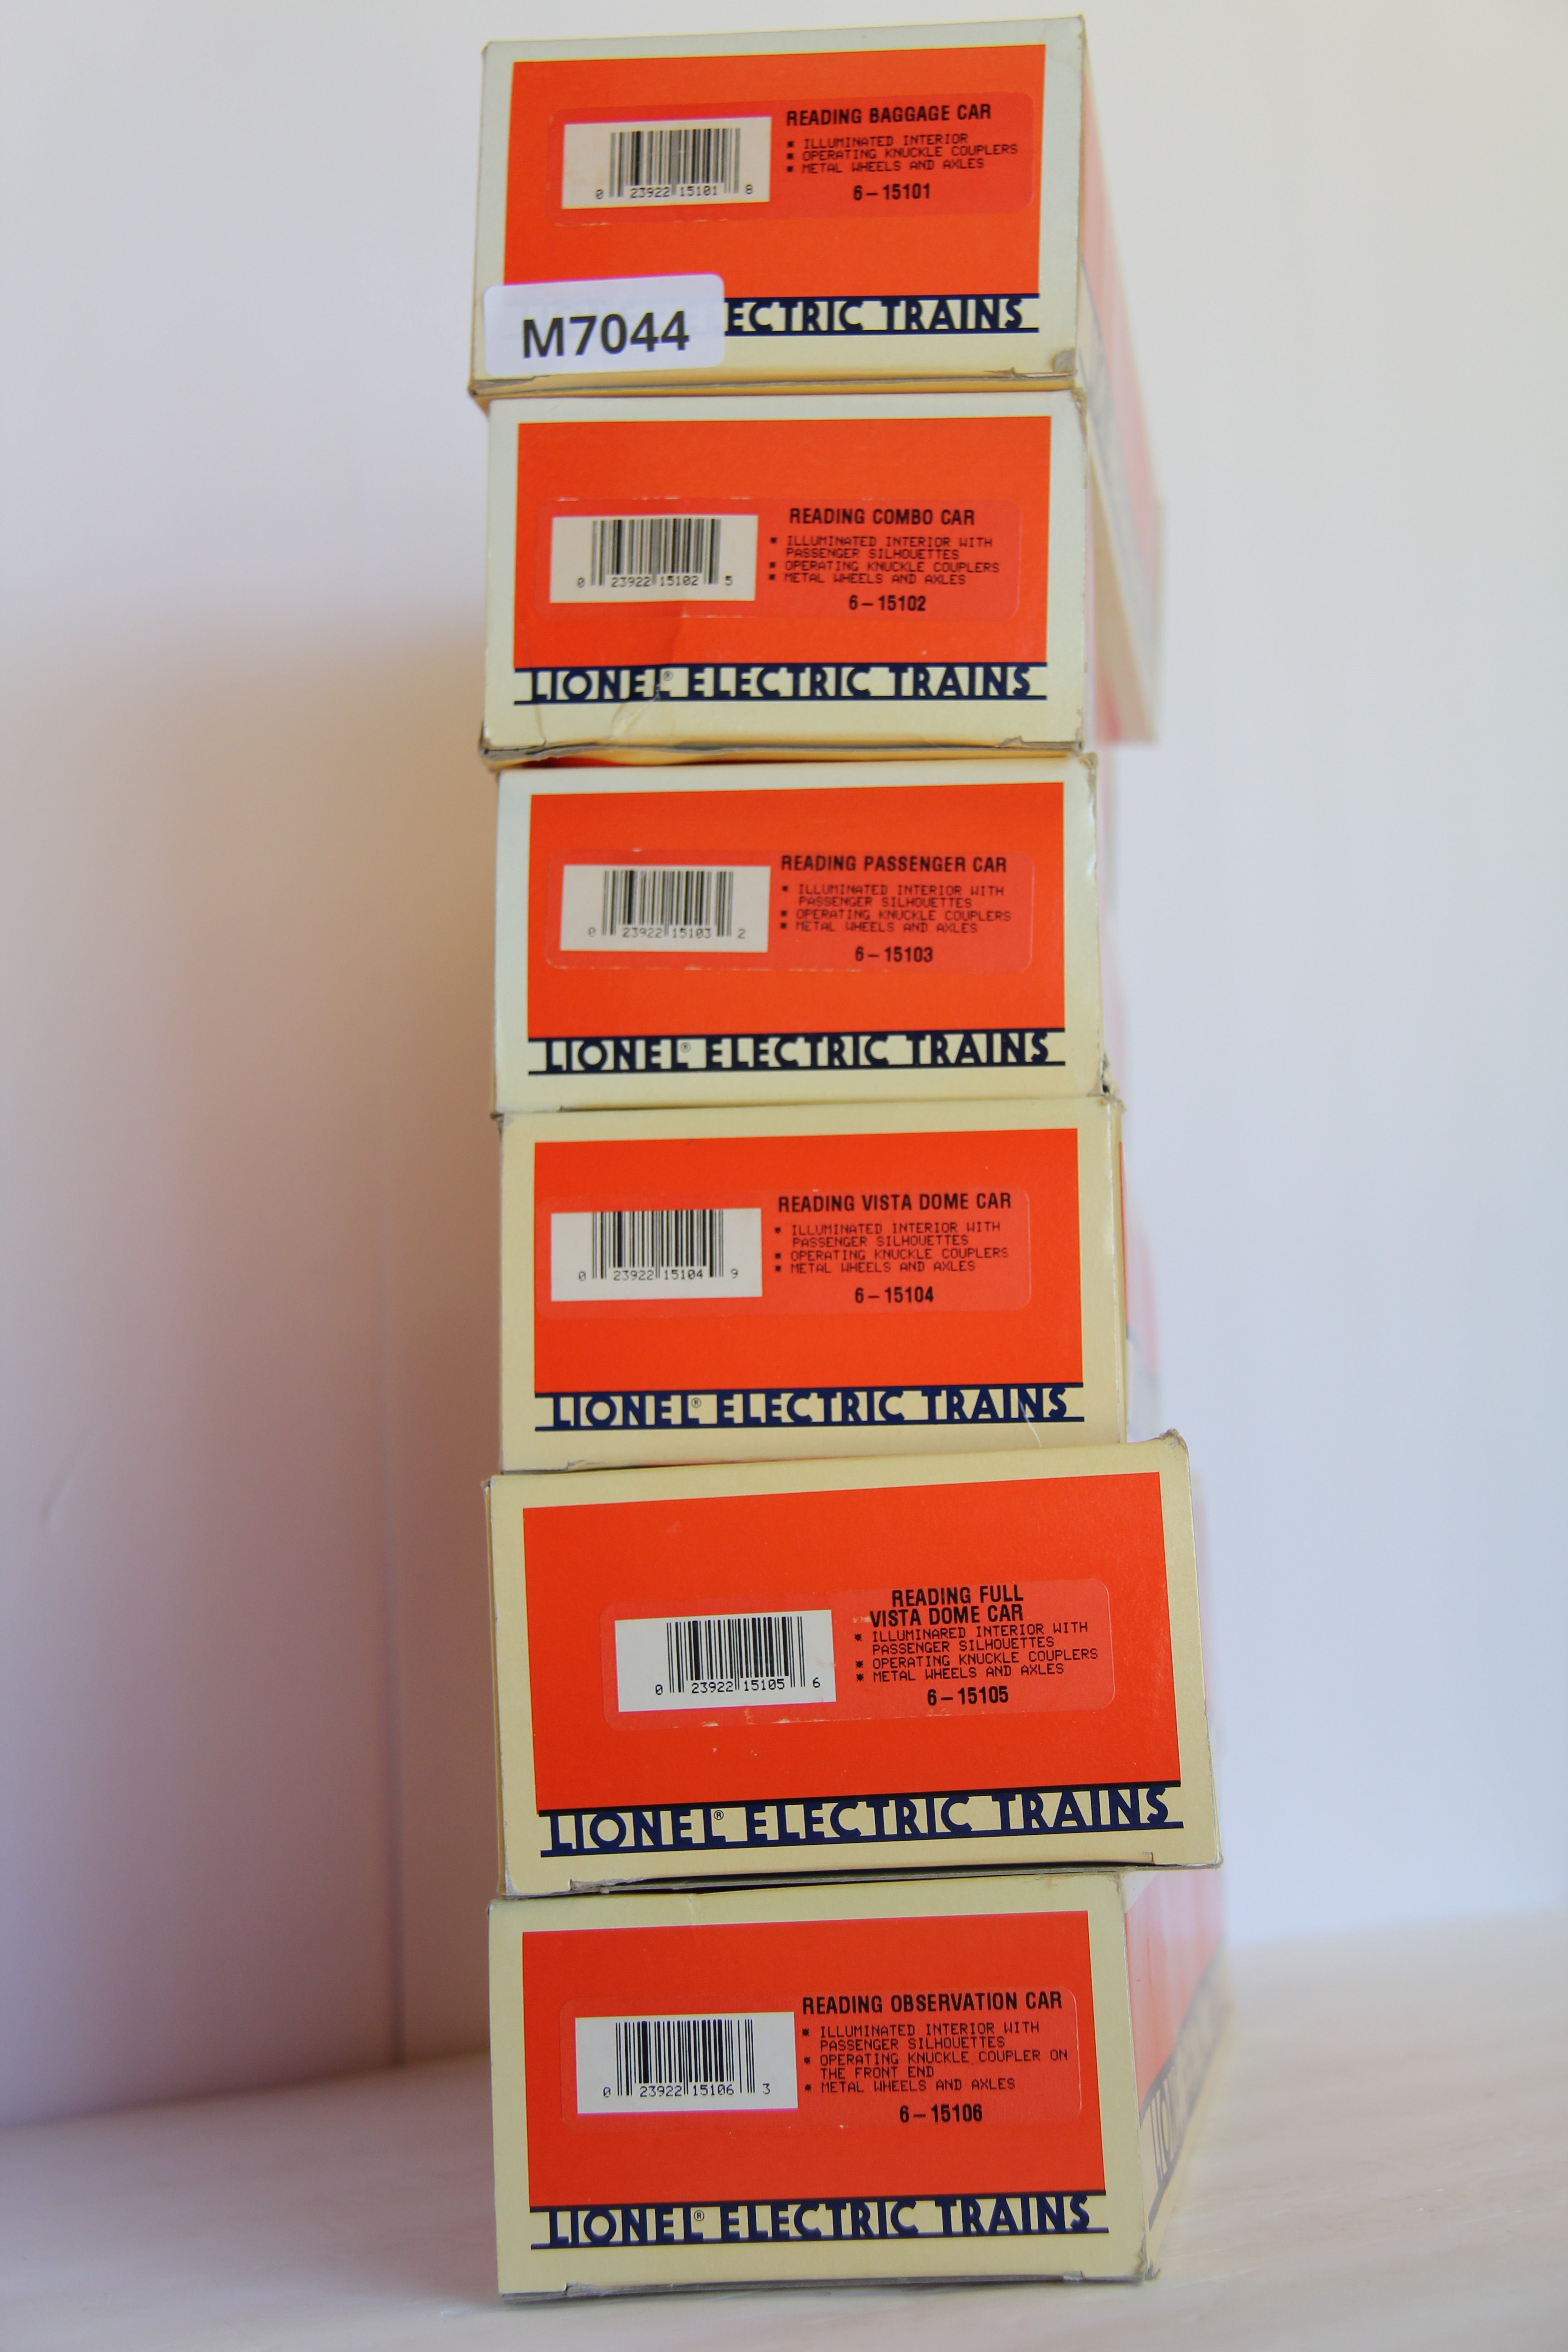 READING BAGGAGE CAR
▪ ILLUMINATED INTERIOR
▪ OPERATING KNUCKLE COUPLERS
▪ METAL WHEELS AND AXLES
6-15101
0 23922 15101 8
ECTRIC TRAINS
M7044
READING COMBO CAR
▪ ILLUMINATED INTERIOR WITH
PASSENGER SILHOUETTES
▪ OPERATING KNUCKLE COUPLERS
▪ METAL WHEELS AND AXLES
6-15102
0 23922 15102 5
LIONEL® ELECTRIC TRAINS
READING PASSENGER CAR
▪ ILLUMINATED INTERIOR WITH
PASSENGER SILHOUETTES
▪ OPERATING KNUCKLE COUPLERS
▪ METAL WHEELS AND AXLES
6-15103
0 23922 15103 2
LIONEL® ELECTRIC TRAINS
READING VISTA DOME CAR
▪ ILLUMINATED INTERIOR WITH
PASSENGER SILHOUETTES
▪ OPERATING KNUCKLE COUPLERS
▪ METAL WHEELS AND AXLES
6-15104
0 23922 15104 9
LIONEL® ELECTRIC TRAINS
READING FULL
VISTA DOME CAR
▪ ILLUMINARED INTERIOR WITH
PASSENGER SILHOUETTES
▪ OPERATING KNUCKLE COUPLERS
▪ METAL WHEELS AND AXLES
6-15105
0 23922 15105 6
LIONEL® ELECTRIC TRAINS
READING OBSERVATION CAR
▪ ILLUMINATED INTERIOR WITH
PASSENGER SILHOUETTES
▪ OPERATING KNUCKLE COUPLER ON
THE FRONT END
▪ METAL WHEELS AND AXLES
6-15106
0 23922 15106 3
LIONEL® ELECTRIC TRAINS